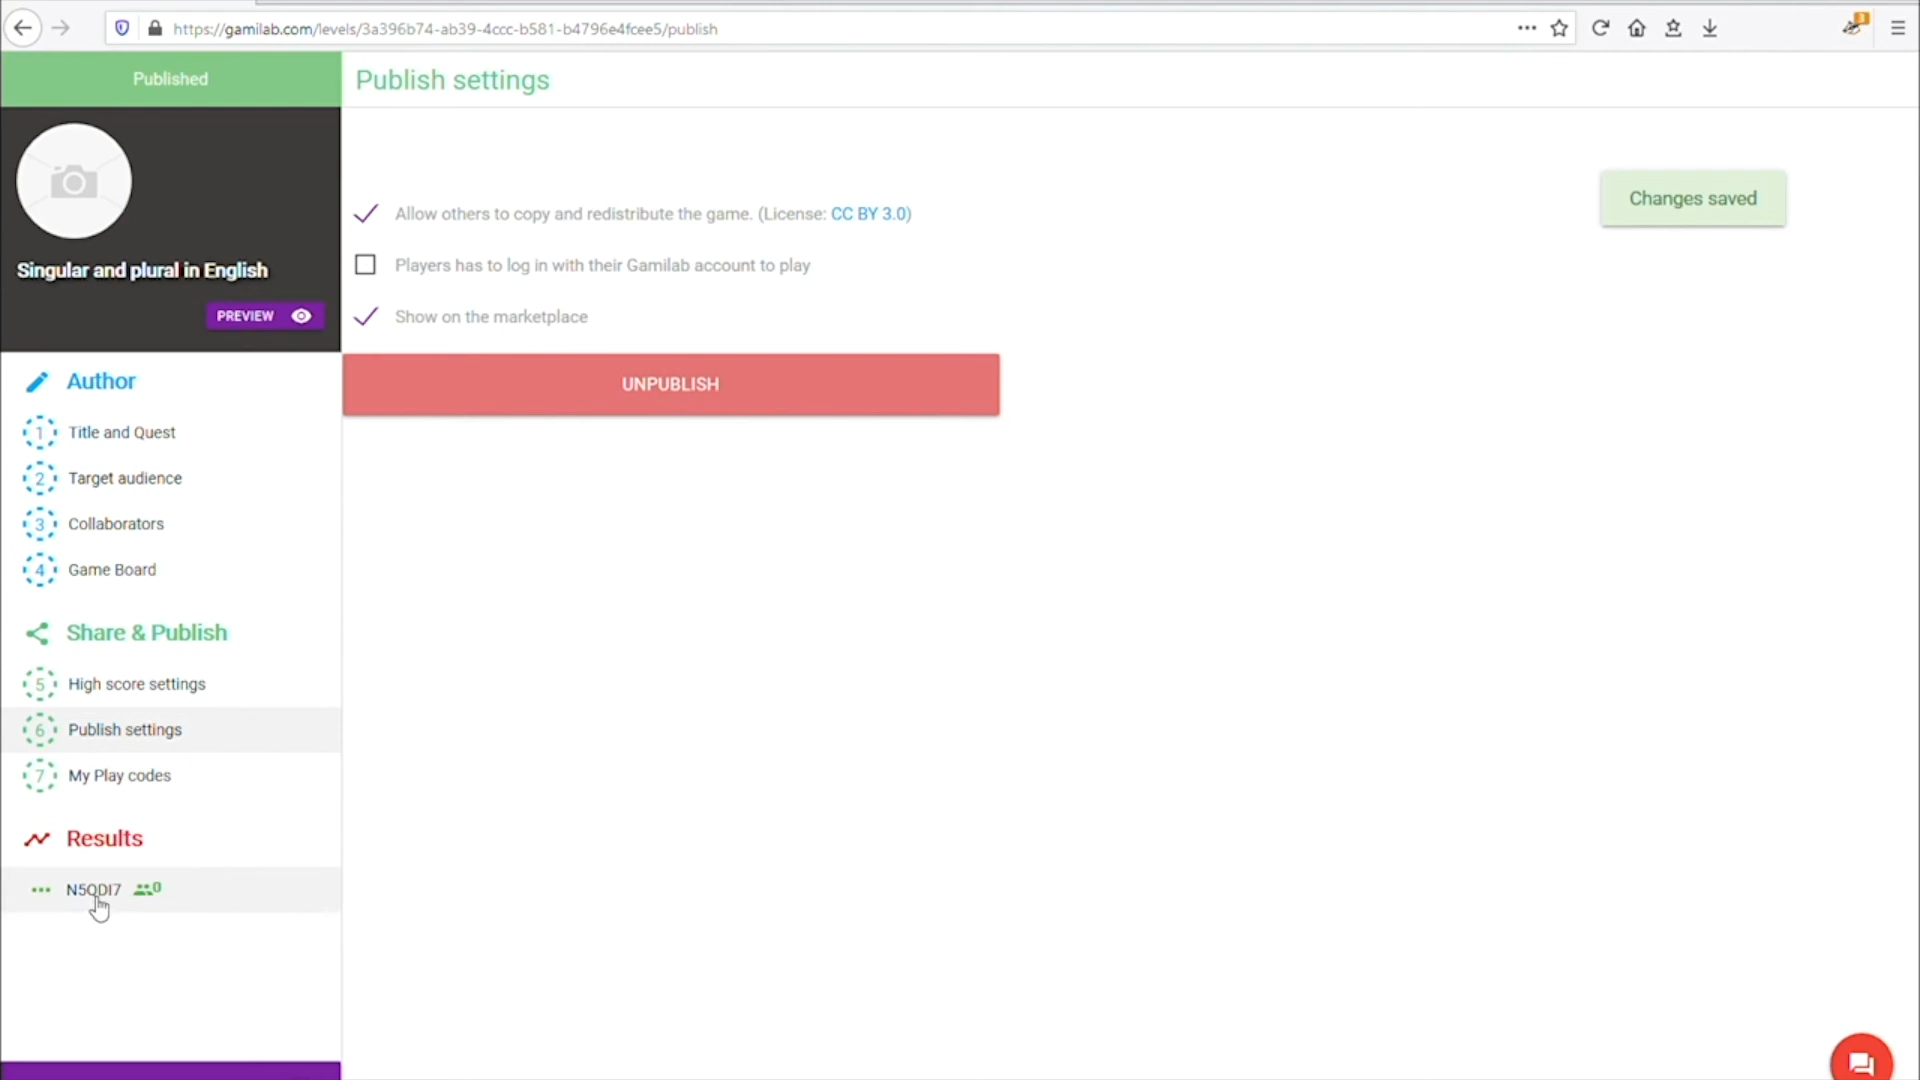 https://gamilab.com/levels/3a396b74-ab39-4ccc-b581-b4796e4fcee5/publish
3
Published
Publish settings
Singular and plural in English
PREVIEW
Changes saved
Allow others to copy and redistribute the game. (License: CC BY 3.0)
Players has to log in with their Gamilab account to play
Show on the marketplace
UNPUBLISH
Author
1 Title and Quest
2 Target audience
3 Collaborators
4 Game Board
Share & Publish
5 High score settings
6 Publish settings
7 My Play codes
Results
N5QDI7 0